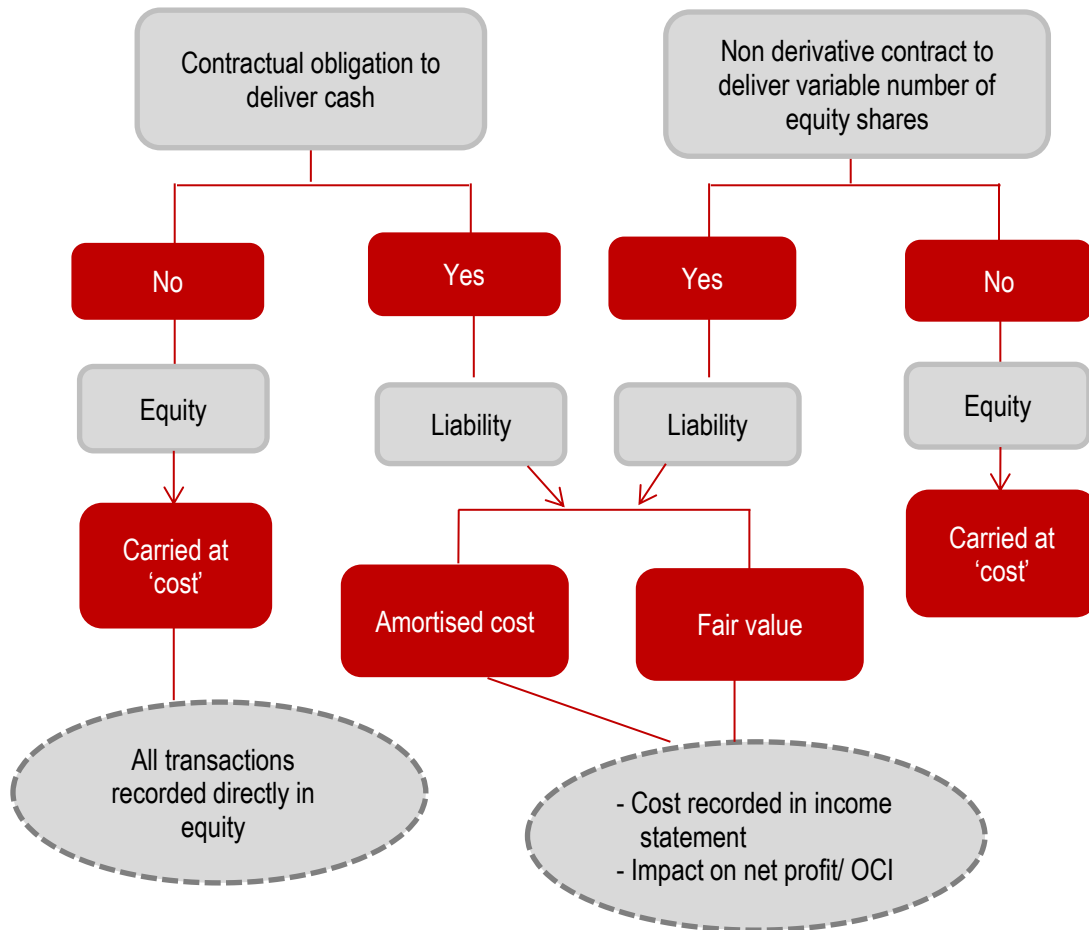 Contractual obligation to
deliver cash
Non derivative contract to
deliver variable number of
equity shares
No
Yes
Yes
No
Equity
Liability
Liability
Equity
Carried at
‘cost’
Amortised cost
Fair value
Carried at
‘cost’
All transactions
recorded directly in
equity
- Cost recorded in income
statement
- Impact on net profit/ OCI